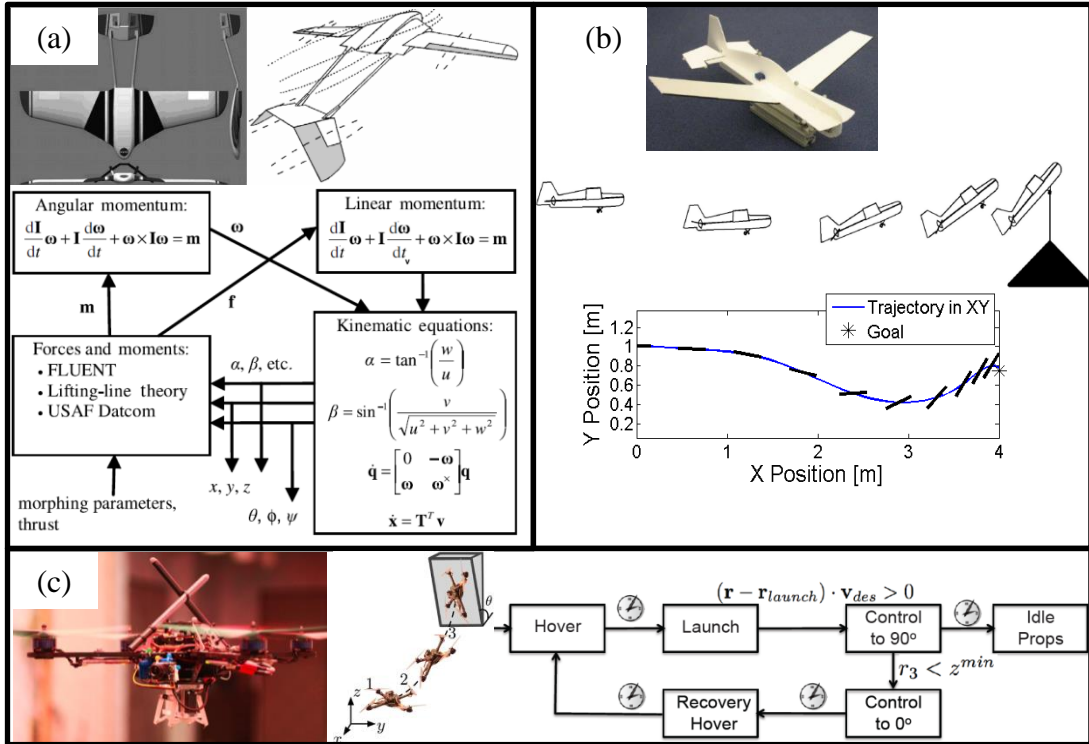 (a)
Angular momentum:
dI/dt ω + I dω/dt + ω × Iω = m
ω
Linear momentum:
dI/dt ω + I dω/dt_v + ω × Iω = m
m
f
Forces and moments:
• FLUENT
• Lifting-line theory
• USAF Datcom
α, β, etc.
Kinematic equations:
α = tan⁻¹(w/u)
β = sin⁻¹(v/√(u² + v² + w²))
q̇ = [0 −ω; ω ω×]q
ẋ = Tᵀ v
x, y, z
θ, ϕ, ψ
morphing parameters,
thrust
(b)
Trajectory in XY
Goal
Y Position [m]
1.2
1
0.8
0.6
0.4
0.2
0 1 2 3 4
X Position [m]
(c)
θ
3
2
1
z
y
x
Hover
Launch
(r − r_launch) · v_des > 0
Control
to 90°
Idle
Props
r₃ < z^min
Recovery
Hover
Control
to 0°